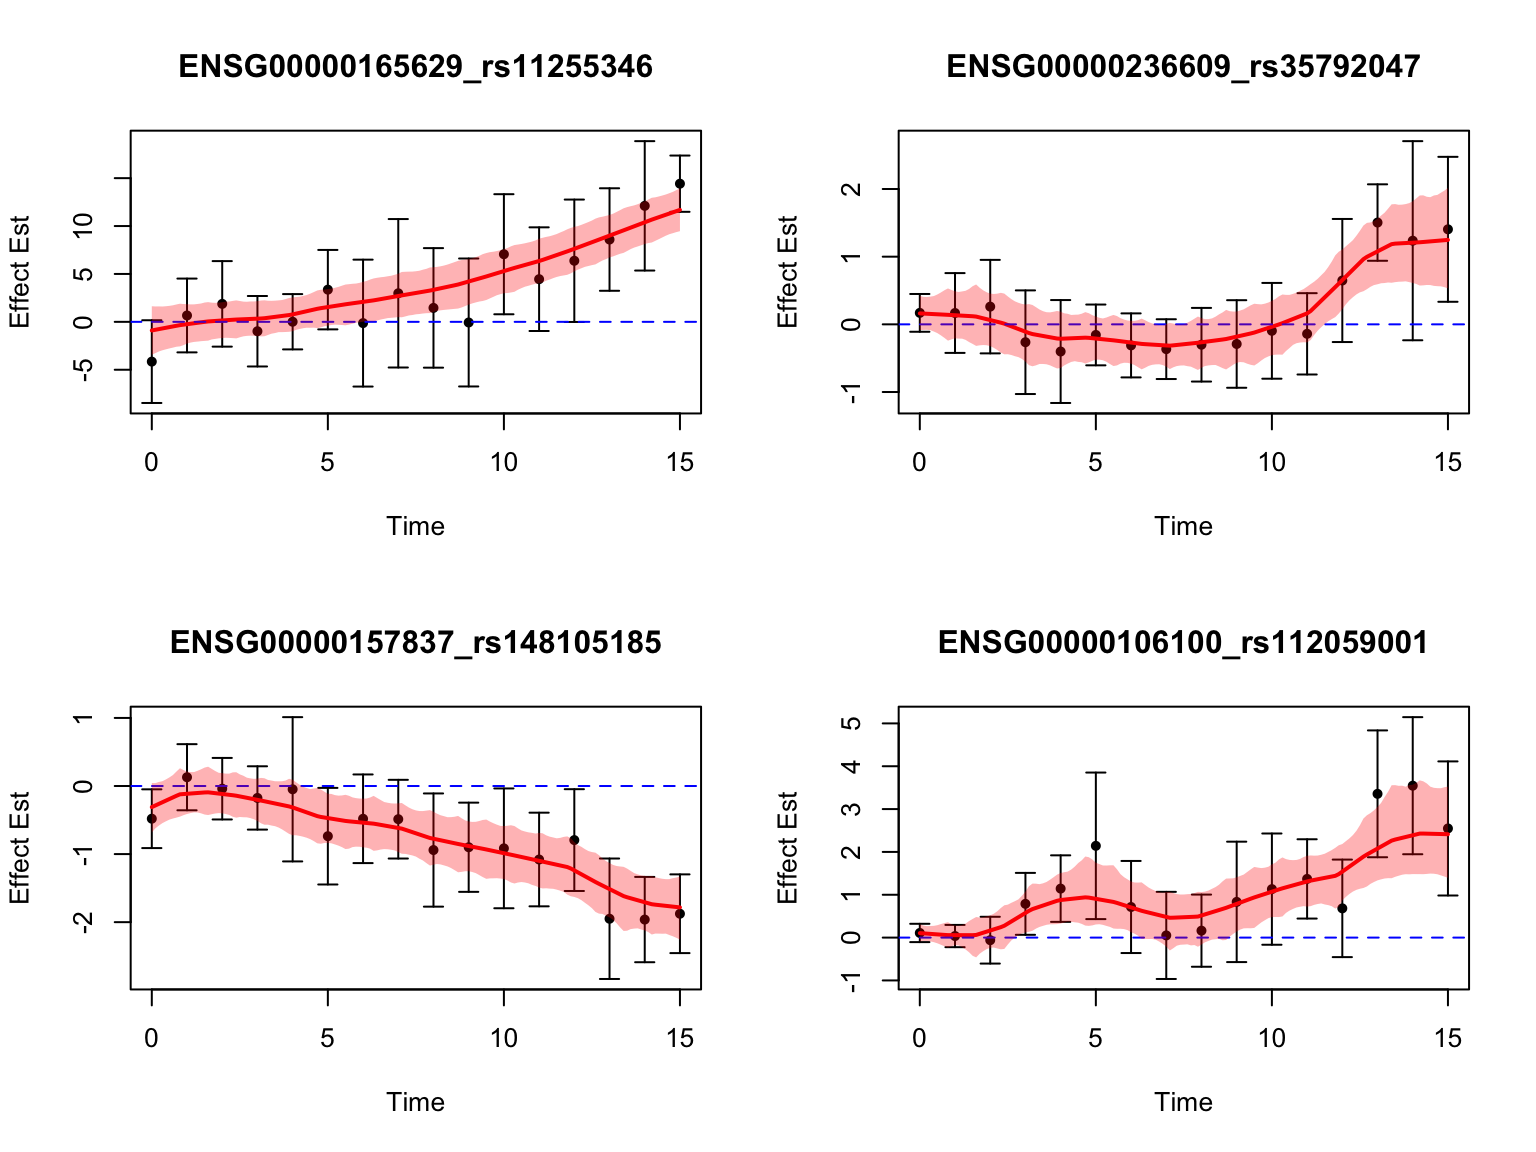 ENSG00000165629_rs11255346
Effect Est
-5 0 5 10
0 5 10 15
Time
ENSG00000236609_rs35792047
Effect Est
-1 0 1 2
0 5 10 15
Time
ENSG00000157837_rs148105185
Effect Est
-2 -1 0 1
0 5 10 15
Time
ENSG00000106100_rs112059001
Effect Est
-1 0 1 2 3 4 5
0 5 10 15
Time